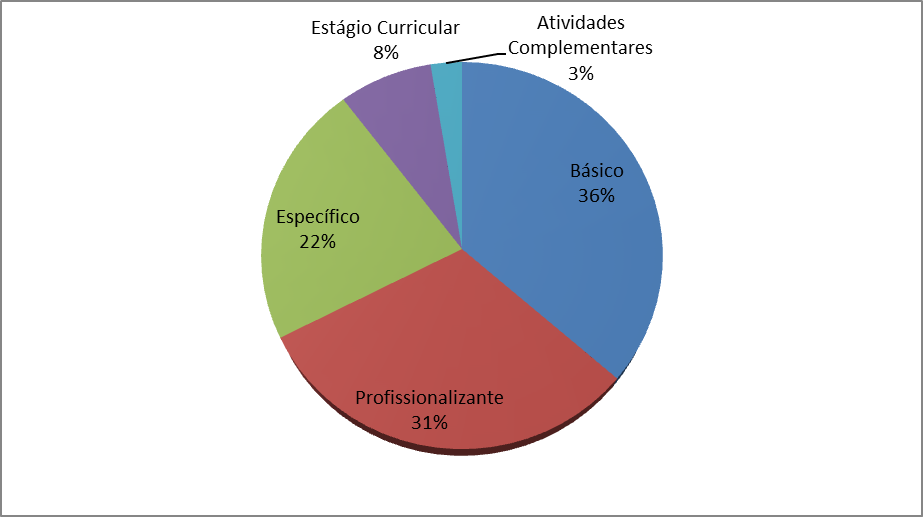 Estágio Curricular
8%
Atividades
Complementares
3%
Básico
36%
Específico
22%
Profissionalizante
31%